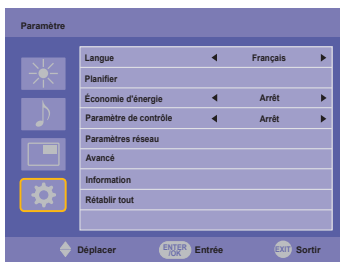 Paramètre
Langue Français
Planifier
Économie d'énergie Arrêt
Paramètre de contrôle Arrêt
Paramètres réseau
Avancé
Information
Rétablir tout
Déplacer ENTER /OK Entrée EXIT Sortir